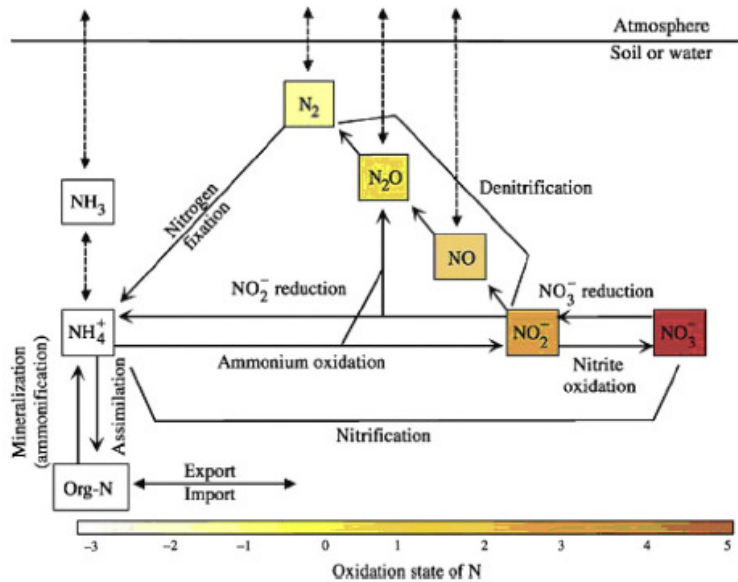 Atmosphere
Soil or water
N₂
N₂O
Denitrification
NH₃
Nitrogen
fixation
NO
NO₂⁻ reduction
NO₃⁻ reduction
NH₄⁺
NO₂⁻
NO₃⁻
Ammonium oxidation
Nitrite
oxidation
Mineralization
(ammonification)
Assimilation
Nitrification
Org-N
Export
Import
–3 –2 –1 0 1 2 3 4 5
Oxidation state of N